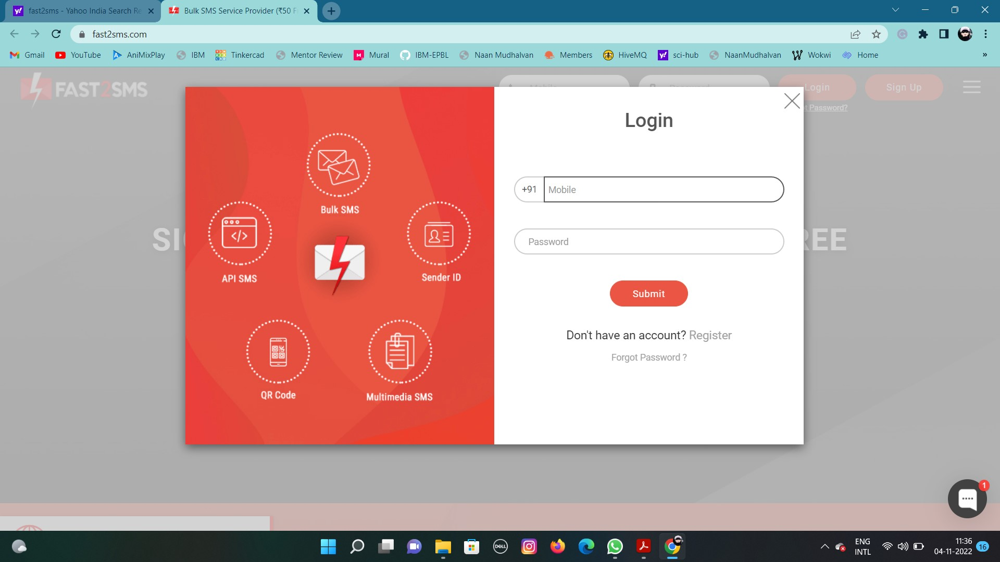 fast2sms - Yahoo India Search Re
Bulk SMS Service Provider (₹50 F
fast2sms.com
Gmail
YouTube
AniMixPlay
IBM
Tinkercad
Mentor Review
Mural
IBM-EPBL
Naan Mudhalvan
Members
HiveMQ
sci-hub
NaanMudhalvan
Wokwi
Home
»
FAST2SMS
Mobile
Password
Login
Sign Up
t Password?
Login
+91 Mobile
Password
Submit
Don't have an account? Register
Forgot Password ?
Bulk SMS
API SMS
Sender ID
QR Code
Multimedia SMS
SI
REE
1
DELL
ENG
INTL
11:36
04-11-2022
16